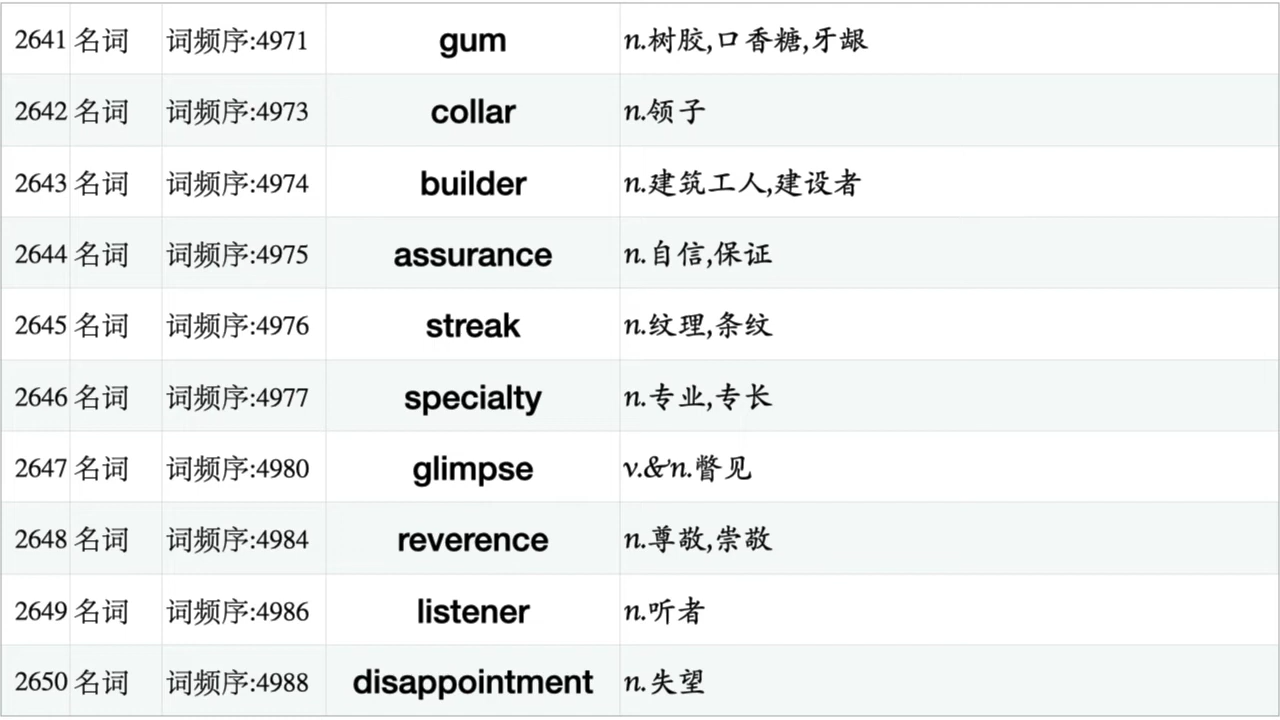 2641 名词 词频序:4971 gum n.树胶,口香糖,牙龈
2642 名词 词频序:4973 collar n.领子
2643 名词 词频序:4974 builder n.建筑工人,建设者
2644 名词 词频序:4975 assurance n.自信,保证
2645 名词 词频序:4976 streak n.纹理,条纹
2646 名词 词频序:4977 specialty n.专业,专长
2647 名词 词频序:4980 glimpse v.&n.瞥见
2648 名词 词频序:4984 reverence n.尊敬,崇敬
2649 名词 词频序:4986 listener n.听者
2650 名词 词频序:4988 disappointment n.失望